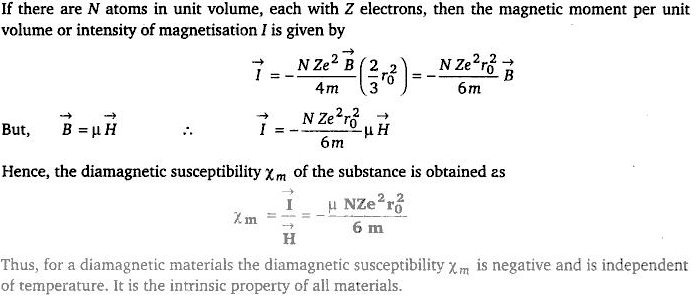 If there are N atoms in unit volume, each with Z electrons, then the magnetic moment per unit
volume or intensity of magnetisation I is given by
$\vec{I} = -\frac{N Ze^2 \vec{B}}{4m}\left(\frac{2}{3} r_0^2\right) = -\frac{N Ze^2 r_0^2}{6m} \vec{B}$
But, $\vec{B} = \mu \vec{H}$ ∴ $\vec{I} = -\frac{N Ze^2 r_0^2}{6m} \mu \vec{H}$
Hence, the diamagnetic susceptibility $\chi_m$ of the substance is obtained as
$\chi_m = \frac{\vec{I}}{\vec{H}} = -\frac{\mu NZe^2 r_0^2}{6 m}$
Thus, for a diamagnetic materials the diamagnetic susceptibility $\chi_m$ is negative and is independent
of temperature. It is the intrinsic property of all materials.